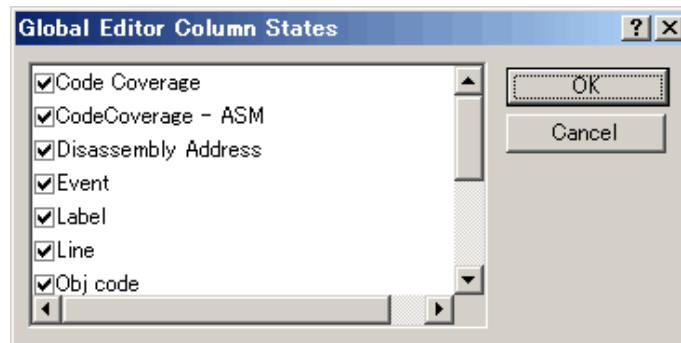 Global Editor Column States
Code Coverage
CodeCoverage - ASM
Disassembly Address
Event
Label
Line
Obj code
OK
Cancel